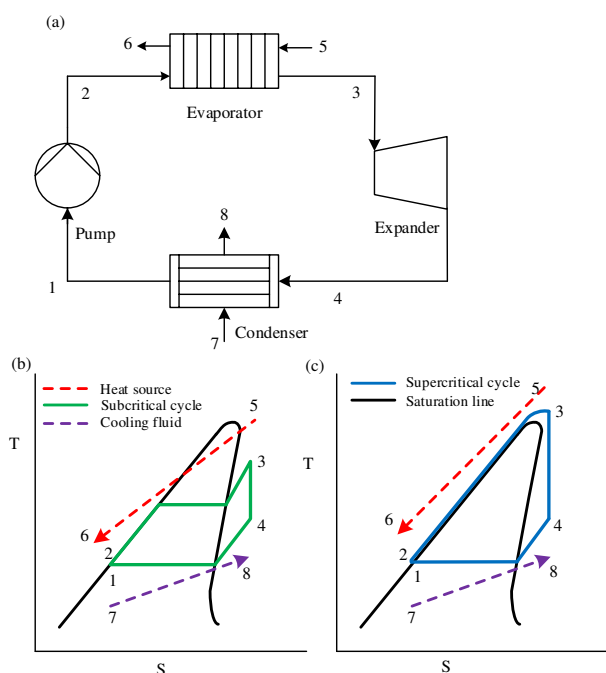 (a)
6
5
2
3
Evaporator
8
Pump
Expander
1
4
7
Condenser
(b)
Heat source
Subcritical cycle
Cooling fluid
5
T
3
6
4
2
1
8
7
S
(c)
Supercritical cycle
Saturation line
5
3
T
6
4
2
1
8
7
S